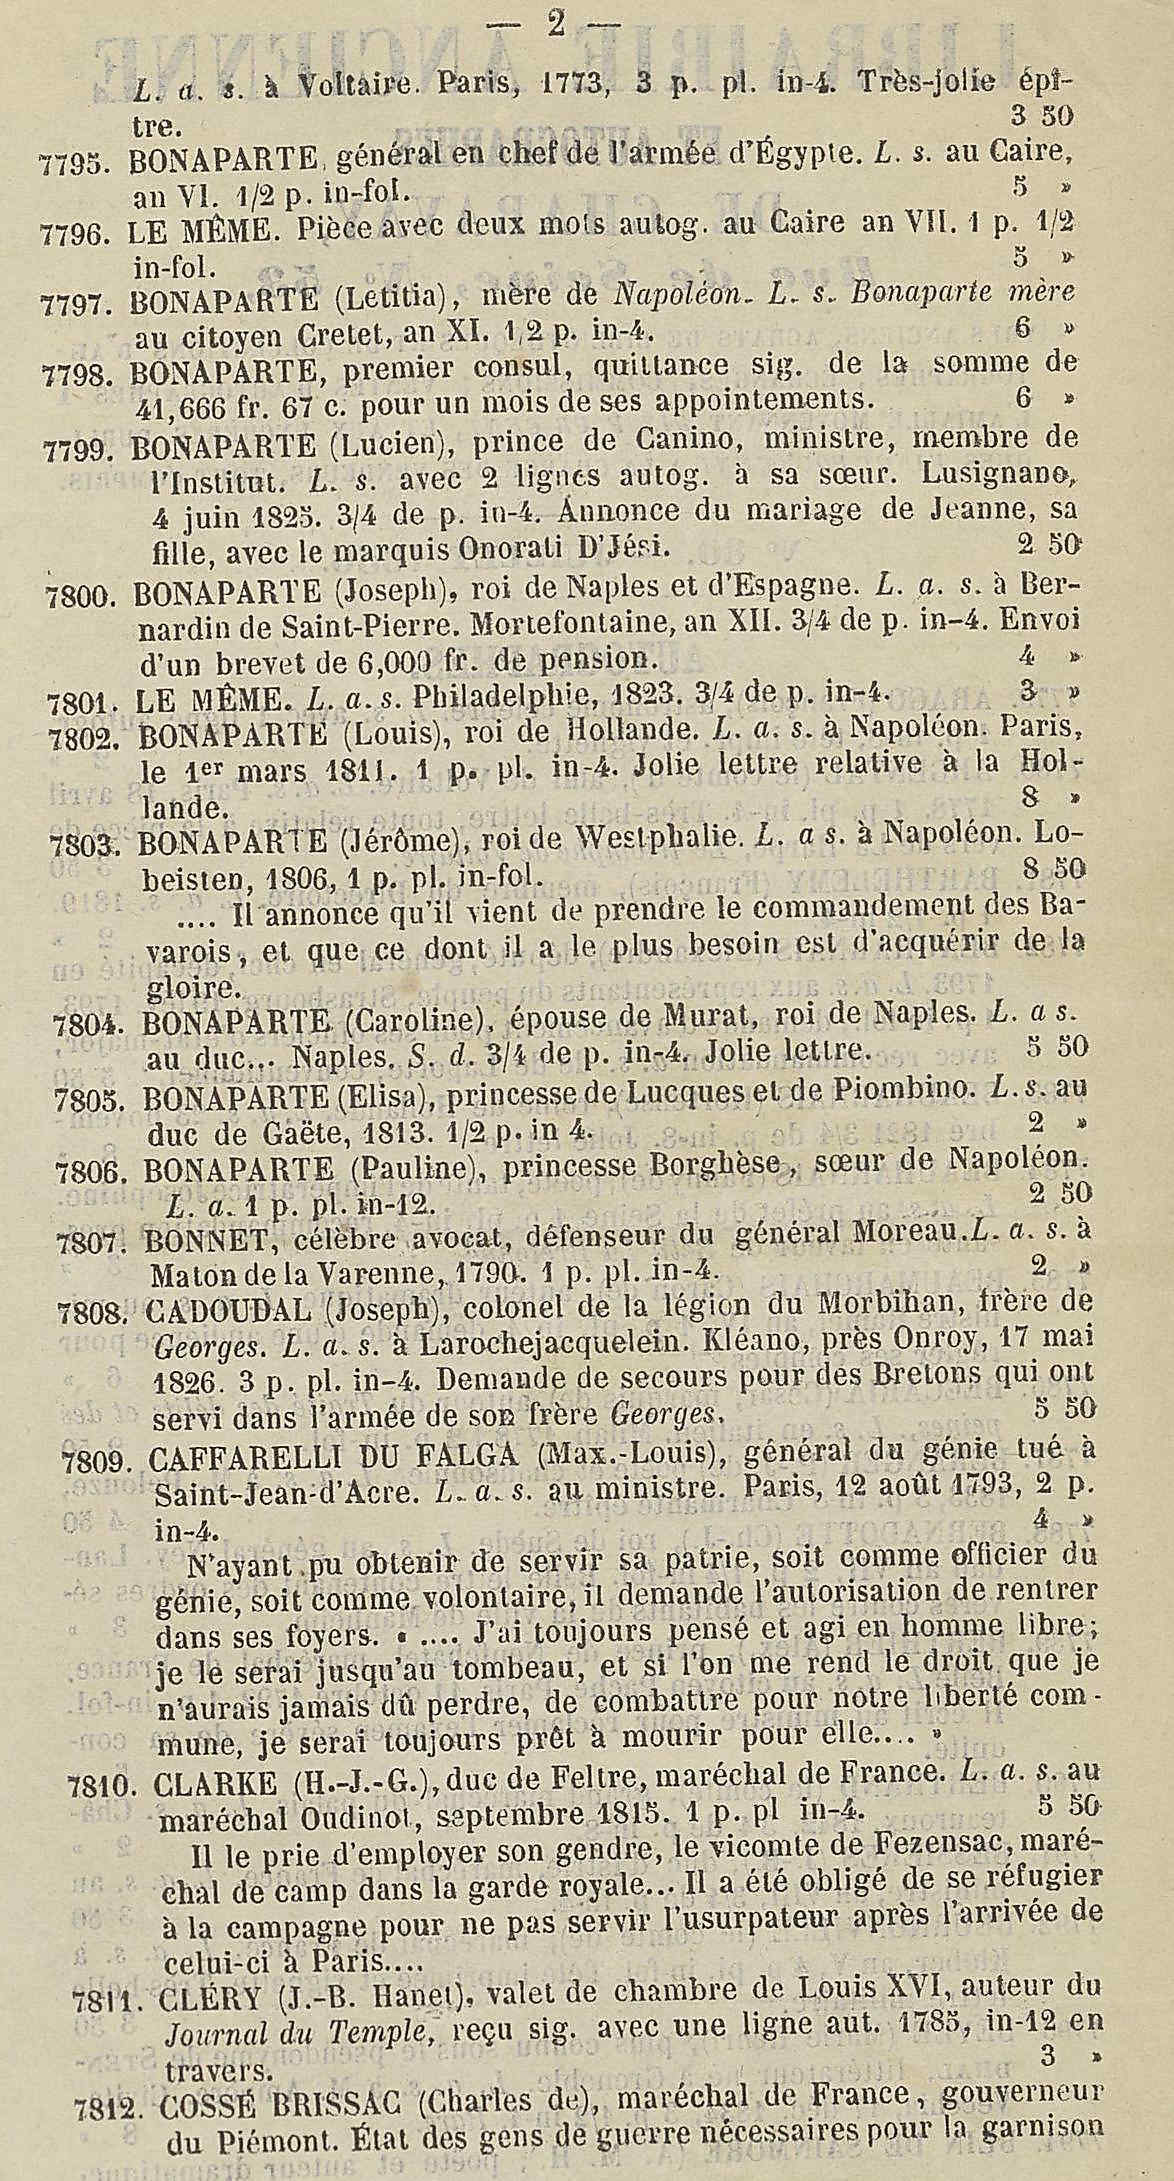 — 2 —
L. a. s. à Voltaire. Paris, 1773, 3 p. pl. in-4. Très-jolie épî-
tre. 3 50
7795. BONAPARTE, général en chef de l'armée d'Égypte. L. s. au Caire,
an VI. 1/2 p. in-fol. 5 »
7796. LE MÊME. Pièce avec deux mots autog. au Caire an VII. 1 p. 1/2
in-fol. 5 »
7797. BONAPARTE (Letitia), mère de Napoléon. L. s. Bonaparte mère
au citoyen Cretet, an XI. 1/2 p. in-4. 6 »
7798. BONAPARTE, premier consul, quittance sig. de la somme de
41,666 fr. 67 c. pour un mois de ses appointements. 6 »
7799. BONAPARTE (Lucien), prince de Canino, ministre, membre de
l'Institut. L. s. avec 2 lignes autog. à sa sœur. Lusignano,
4 juin 1825. 3/4 de p. in-4. Annonce du mariage de Jeanne, sa
fille, avec le marquis Onorati D'Jési. 2 50
7800. BONAPARTE (Joseph), roi de Naples et d'Espagne. L. a. s. à Ber-
nardin de Saint-Pierre. Mortefontaine, an XII. 3/4 de p. in-4. Envoi
d'un brevet de 6,000 fr. de pension. 4 »
7801. LE MÊME. L. a. s. Philadelphie, 1823. 3/4 de p. in-4. 3 »
7802. BONAPARTE (Louis), roi de Hollande. L. a. s. à Napoléon. Paris,
le 1er mars 1811. 1 p. pl. in-4. Jolie lettre relative à la Hol-
lande. 8 »
7803. BONAPARTE (Jérôme), roi de Westphalie. L. a s. à Napoléon. Lo-
beisten, 1806, 1 p. pl. in-fol. 8 50
.... Il annonce qu'il vient de prendre le commandement des Ba-
varois, et que ce dont il a le plus besoin est d'acquérir de la
gloire.
7804. BONAPARTE (Caroline), épouse de Murat, roi de Naples. L. a s.
au duc... Naples. S. d. 3/4 de p. in-4. Jolie lettre. 5 50
7805. BONAPARTE (Elisa), princesse de Lucques et de Piombino. L. s. au
duc de Gaëte, 1813. 1/2 p. in 4. 2 »
7806. BONAPARTE (Pauline), princesse Borghèse, sœur de Napoléon.
L. a. 1 p. pl. in-12. 2 50
7807. BONNET, célèbre avocat, défenseur du général Moreau. L. a. s. à
Maton de la Varenne, 1790. 1 p. pl. in-4. 2 »
7808. CADOUDAL (Joseph), colonel de la légion du Morbihan, frère de
Georges. L. a. s. à Larochejacquelein. Kléano, près Onroy, 17 mai
1826. 3 p. pl. in-4. Demande de secours pour des Bretons qui ont
servi dans l'armée de son frère Georges. 5 50
7809. CAFFARELLI DU FALGA (Max.-Louis), général du génie tué à
Saint-Jean-d'Acre. L. a. s. au ministre. Paris, 12 août 1793, 2 p.
in-4. 4 »
N'ayant pu obtenir de servir sa patrie, soit comme officier du
génie, soit comme volontaire, il demande l'autorisation de rentrer
dans ses foyers. « .... J'ai toujours pensé et agi en homme libre;
je le serai jusqu'au tombeau, et si l'on me rend le droit que je
n'aurais jamais dû perdre, de combattre pour notre liberté com-
mune, je serai toujours prêt à mourir pour elle.... »
7810. CLARKE (H.-J.-G.), duc de Feltre, maréchal de France. L. a. s. au
maréchal Oudinot, septembre 1815. 1 p. pl in-4. 5 50
Il le prie d'employer son gendre, le vicomte de Fezensac, maré-
chal de camp dans la garde royale... Il a été obligé de se réfugier
à la campagne pour ne pas servir l'usurpateur après l'arrivée de
celui-ci à Paris....
7811. CLÉRY (J.-B. Hanet), valet de chambre de Louis XVI, auteur du
Journal du Temple, reçu sig. avec une ligne aut. 1785, in-12 en
travers. 3 »
7812. COSSÉ BRISSAC (Charles de), maréchal de France, gouverneur
du Piémont. État des gens de guerre nécessaires pour la garnison